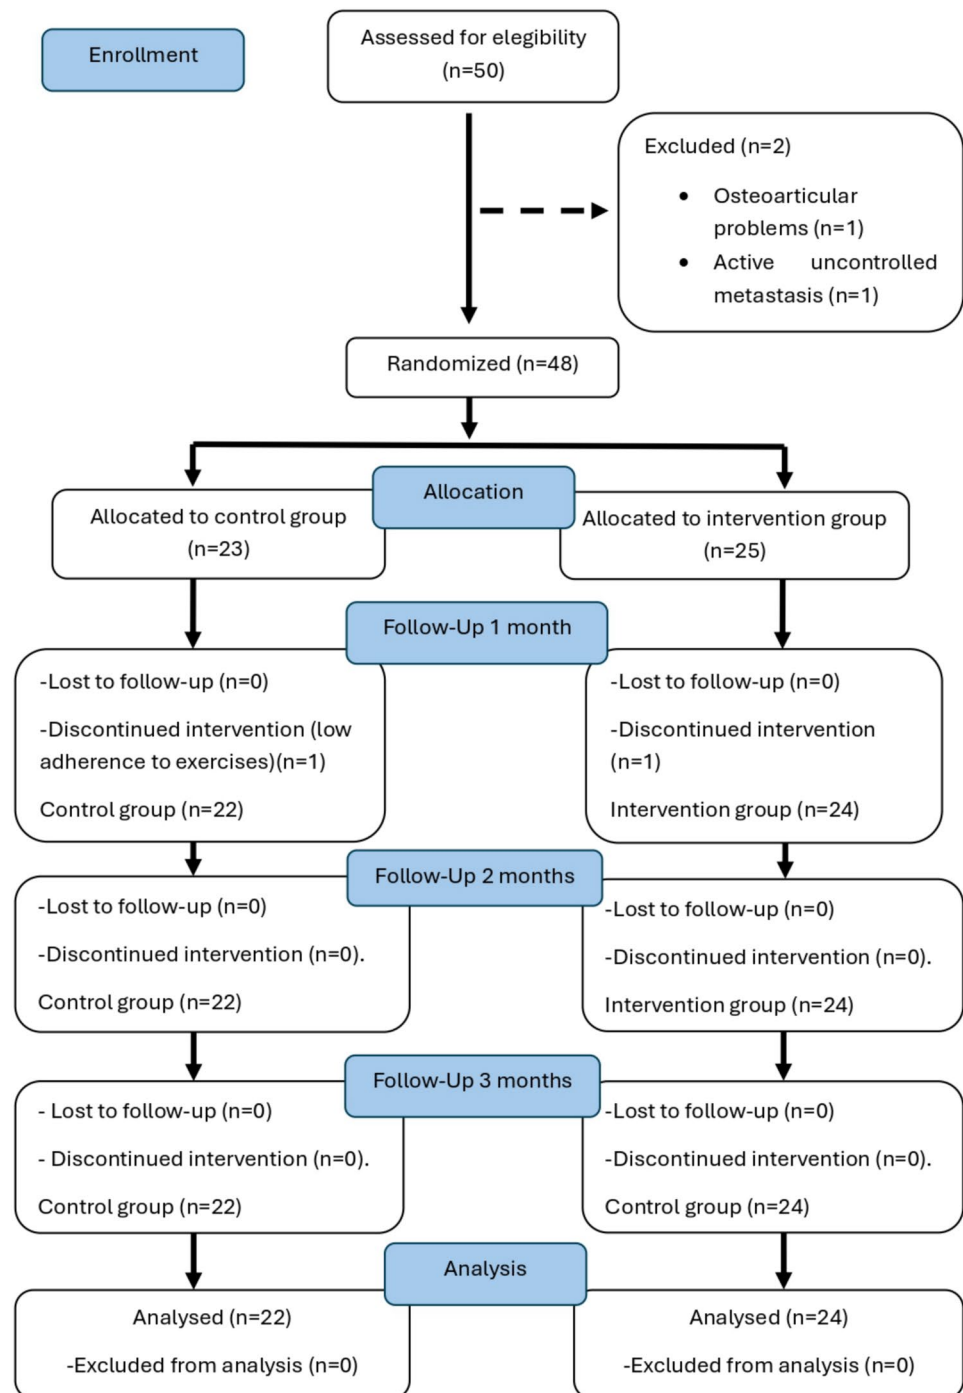 Enrollment
Assessed for elegibility
(n=50)
Excluded (n=2)
• Osteoarticular
problems (n=1)
• Active uncontrolled
metastasis (n=1)
Randomized (n=48)
Allocation
Allocated to control group
(n=23)
Allocated to intervention group
(n=25)
Follow-Up 1 month
-Lost to follow-up (n=0)
-Discontinued intervention (low
adherence to exercises)(n=1)
Control group (n=22)
-Lost to follow-up (n=0)
-Discontinued intervention
(n=1)
Intervention group (n=24)
Follow-Up 2 months
-Lost to follow-up (n=0)
-Discontinued intervention (n=0).
Control group (n=22)
-Lost to follow-up (n=0)
-Discontinued intervention (n=0).
Intervention group (n=24)
Follow-Up 3 months
- Lost to follow-up (n=0)
- Discontinued intervention (n=0).
Control group (n=22)
-Lost to follow-up (n=0)
-Discontinued intervention (n=0).
Control group (n=24)
Analysis
Analysed (n=22)
-Excluded from analysis (n=0)
Analysed (n=24)
-Excluded from analysis (n=0)